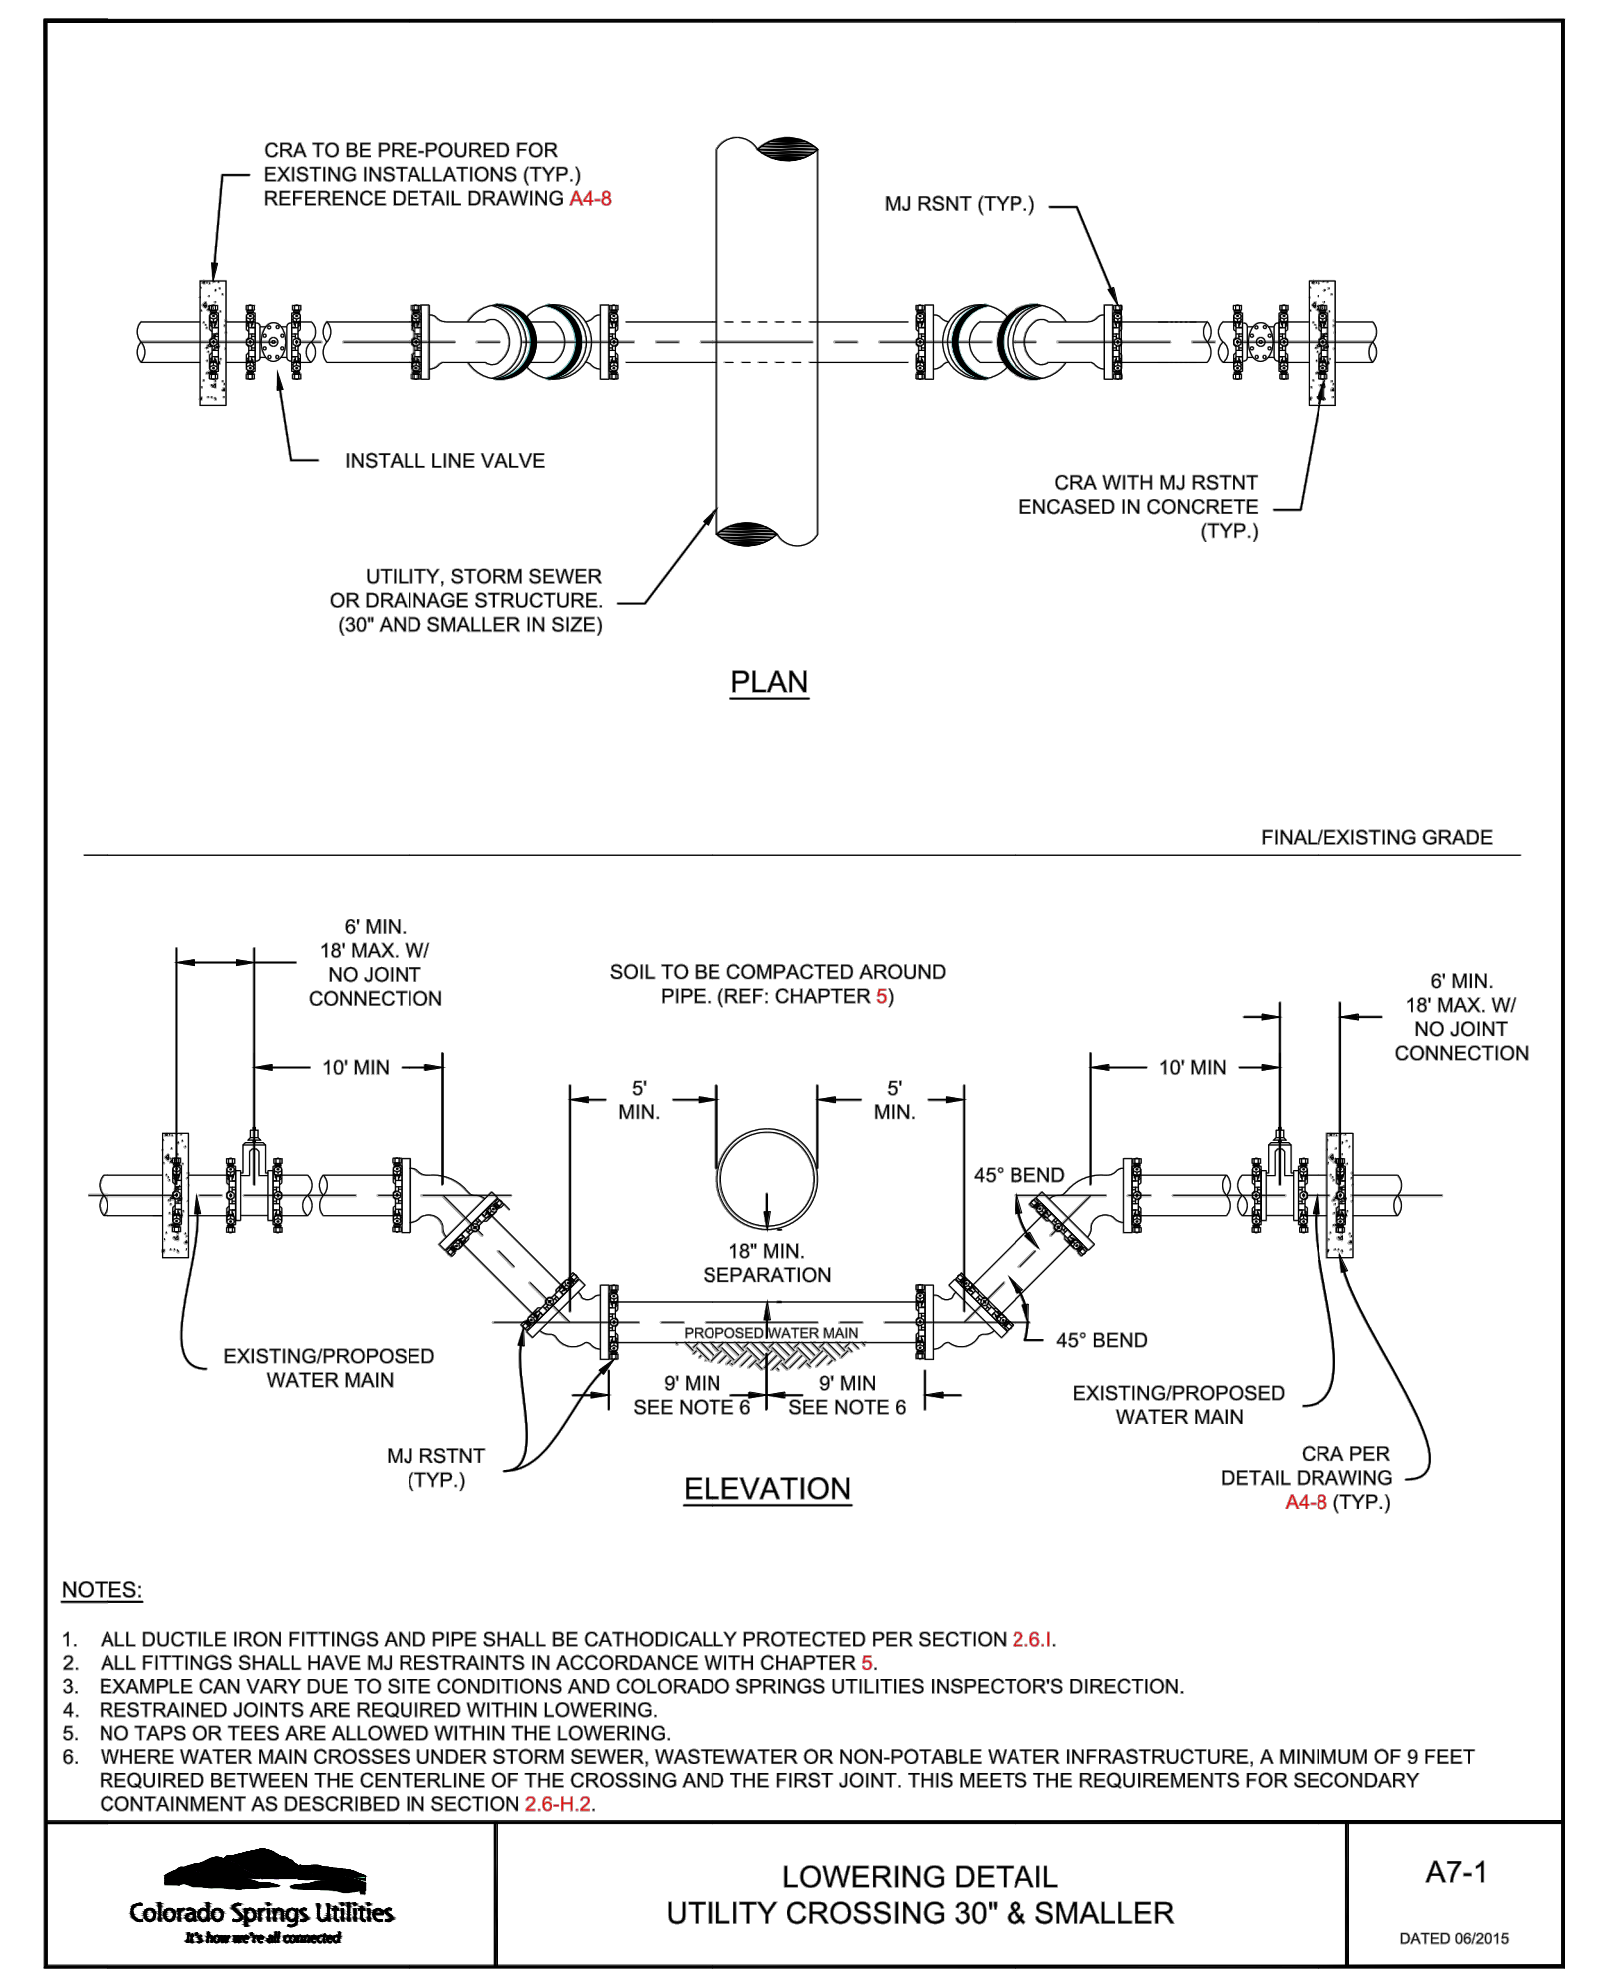 CRA TO BE PRE-POURED FOR
EXISTING INSTALLATIONS (TYP.)
REFERENCE DETAIL DRAWING A4-8
MJ RSNT (TYP.)
INSTALL LINE VALVE
CRA WITH MJ RSTNT
ENCASED IN CONCRETE
(TYP.)
UTILITY, STORM SEWER
OR DRAINAGE STRUCTURE.
(30" AND SMALLER IN SIZE)
PLAN
FINAL/EXISTING GRADE
6' MIN.
18' MAX. W/
NO JOINT
CONNECTION
SOIL TO BE COMPACTED AROUND
PIPE. (REF: CHAPTER 5)
6' MIN.
18' MAX. W/
NO JOINT
CONNECTION
10' MIN
10' MIN
5'
MIN.
5'
MIN.
45° BEND
18" MIN.
SEPARATION
PROPOSED WATER MAIN
45° BEND
EXISTING/PROPOSED
WATER MAIN
9' MIN
SEE NOTE 6
9' MIN
SEE NOTE 6
EXISTING/PROPOSED
WATER MAIN
MJ RSTNT
(TYP.)
CRA PER
DETAIL DRAWING
A4-8 (TYP.)
ELEVATION
NOTES:
1. ALL DUCTILE IRON FITTINGS AND PIPE SHALL BE CATHODICALLY PROTECTED PER SECTION 2.6.I.
2. ALL FITTINGS SHALL HAVE MJ RESTRAINTS IN ACCORDANCE WITH CHAPTER 5.
3. EXAMPLE CAN VARY DUE TO SITE CONDITIONS AND COLORADO SPRINGS UTILITIES INSPECTOR'S DIRECTION.
4. RESTRAINED JOINTS ARE REQUIRED WITHIN LOWERING.
5. NO TAPS OR TEES ARE ALLOWED WITHIN THE LOWERING.
6. WHERE WATER MAIN CROSSES UNDER STORM SEWER, WASTEWATER OR NON-POTABLE WATER INFRASTRUCTURE, A MINIMUM OF 9 FEET
REQUIRED BETWEEN THE CENTERLINE OF THE CROSSING AND THE FIRST JOINT. THIS MEETS THE REQUIREMENTS FOR SECONDARY
CONTAINMENT AS DESCRIBED IN SECTION 2.6-H.2.
Colorado Springs Utilities
It's how we're all connected
LOWERING DETAIL
UTILITY CROSSING 30" & SMALLER
A7-1
DATED 06/2015